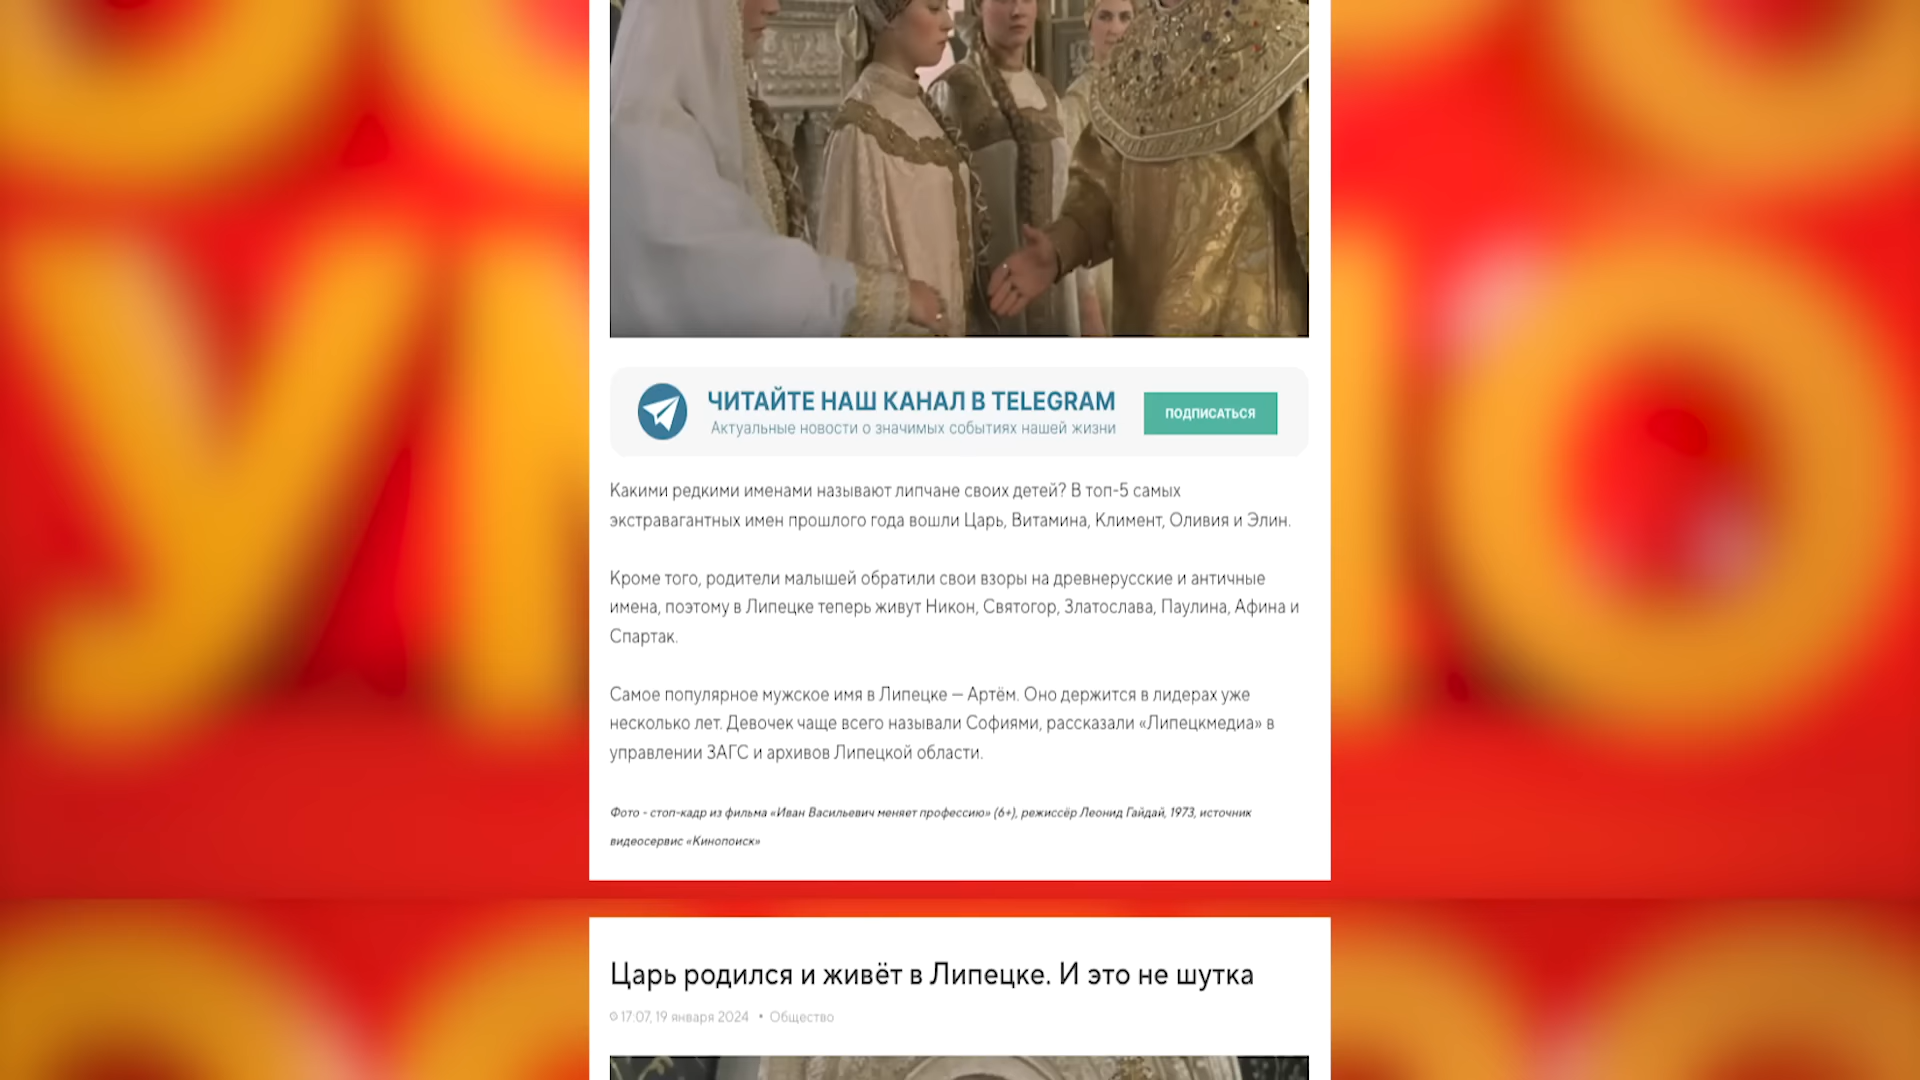 ЧИТАЙТЕ НАШ КАНАЛ В TELEGRAM
Актуальные новости о значимых событиях нашей жизни
ПОДПИСАТЬСЯ
Какими редкими именами называют липчане своих детей? В топ-5 самых
экстравагантных имен прошлого года вошли Царь, Витамина, Климент, Оливия и Элин.
Кроме того, родители малышей обратили свои взоры на древнерусские и античные
имена, поэтому в Липецке теперь живут Никон, Святогор, Златослава, Паулина, Афина и
Спартак.
Самое популярное мужское имя в Липецке — Артём. Оно держится в лидерах уже
несколько лет. Девочек чаще всего называли Софиями, рассказали «Липецкмедиа» в
управлении ЗАГС и архивов Липецкой области.
Фото - стоп-кадр из фильма «Иван Васильевич меняет профессию» (6+), режиссёр Леонид Гайдай, 1973, источник
видеосервис «Кинопоиск»
Царь родился и живёт в Липецке. И это не шутка
17:07, 19 января 2024 • Общество